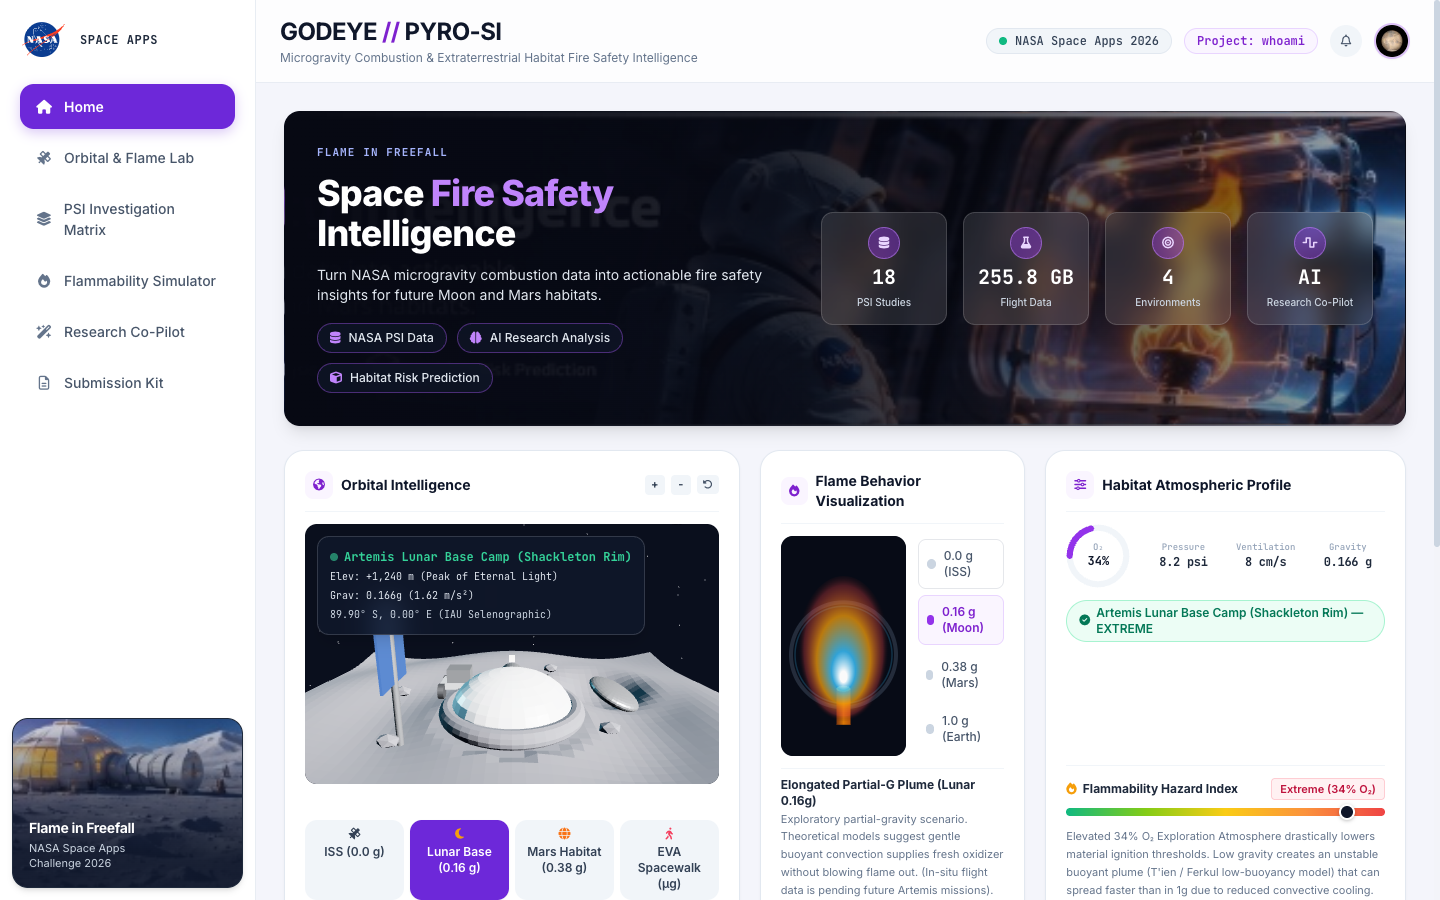 NASA
SPACE APPS
Home
Orbital & Flame Lab
PSI Investigation
Matrix
Flammability Simulator
Research Co-Pilot
Submission Kit
Flame in Freefall
NASA Space Apps
Challenge 2026
GODEYE // PYRO-SI
Microgravity Combustion & Extraterrestrial Habitat Fire Safety Intelligence
NASA Space Apps 2026
Project: whoami
FLAME IN FREEFALL
Space Fire Safety
Intelligence
Turn NASA microgravity combustion data into actionable fire safety
insights for future Moon and Mars habitats.
NASA PSI Data
AI Research Analysis
Habitat Risk Prediction
18
PSI Studies
255.8 GB
Flight Data
4
Environments
AI
Research Co-Pilot
Orbital Intelligence
+
-
Artemis Lunar Base Camp (Shackleton Rim)
Elev: +1,240 m (Peak of Eternal Light)
Grav: 0.166g (1.62 m/s²)
89.90° S, 0.00° E (IAU Selenographic)
ISS (0.0 g)
Lunar Base
(0.16 g)
Mars Habitat
(0.38 g)
EVA
Spacewalk
(µg)
Flame Behavior
Visualization
0.0 g
(ISS)
0.16 g
(Moon)
0.38 g
(Mars)
1.0 g
(Earth)
Elongated Partial-G Plume (Lunar
0.16g)
Exploratory partial-gravity scenario.
Theoretical models suggest gentle
buoyant convection supplies fresh oxidizer
without blowing flame out. (In-situ flight
data is pending future Artemis missions).
Habitat Atmospheric Profile
O₂
34%
Pressure
8.2 psi
Ventilation
8 cm/s
Gravity
0.166 g
Artemis Lunar Base Camp (Shackleton Rim) —
EXTREME
Flammability Hazard Index
Extreme (34% O₂)
Elevated 34% O₂ Exploration Atmosphere drastically lowers
material ignition thresholds. Low gravity creates an unstable
buoyant plume (T'ien / Ferkul low-buoyancy model) that can
spread faster than in 1g due to reduced convective cooling.